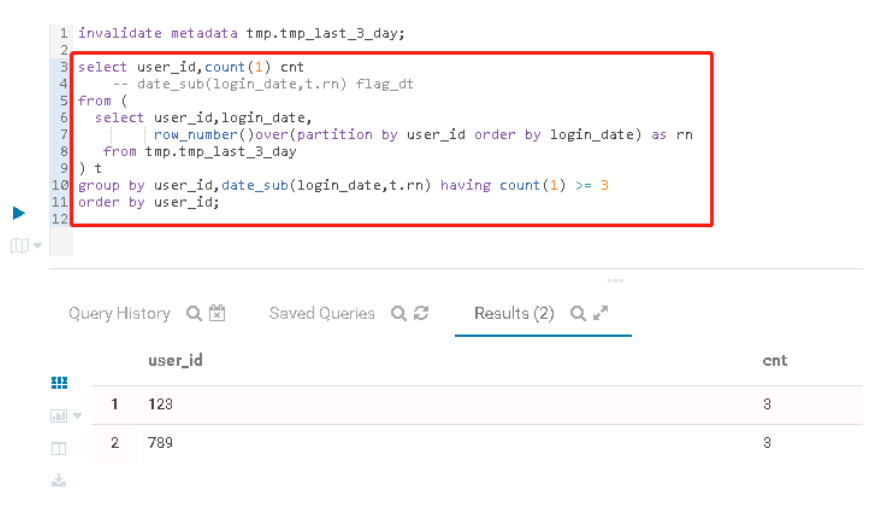 1 invalidate metadata tmp.tmp_last_3_day;
2
3 select user_id,count(1) cnt
4 -- date_sub(login_date,t.rn) flag_dt
5 from (
6 select user_id,login_date,
7 row_number()over(partition by user_id order by login_date) as rn
8 from tmp.tmp_last_3_day
9 ) t
10 group by user_id,date_sub(login_date,t.rn) having count(1) >= 3
11 order by user_id;
12
Query History Saved Queries Results (2)
user_id cnt
1 123 3
2 789 3